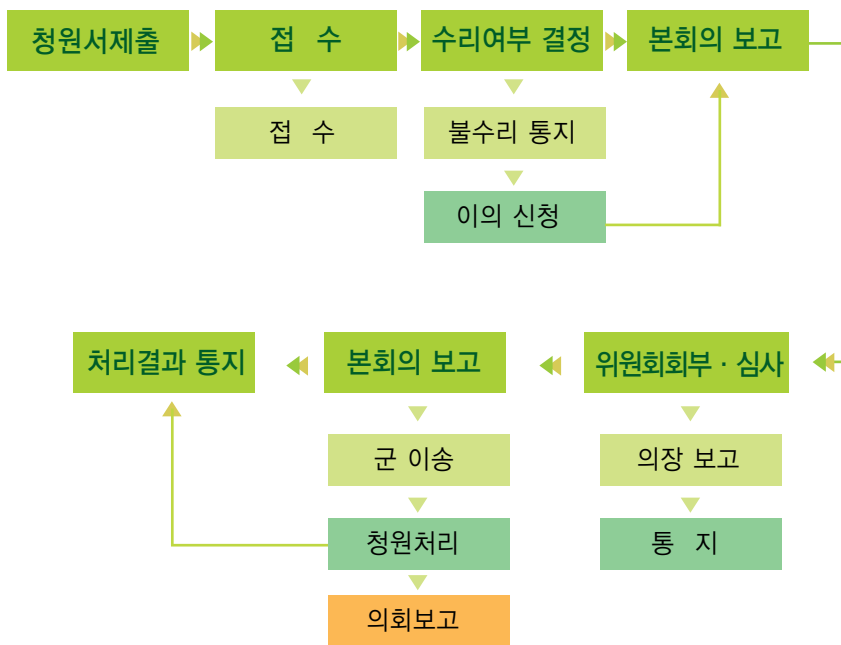 청원서제출
접 수
수리여부 결정
본회의 보고
접 수
불수리 통지
이의 신청
처리결과 통지
본회의 보고
위원회회부 · 심사
군 이송
의장 보고
청원처리
통 지
의회보고